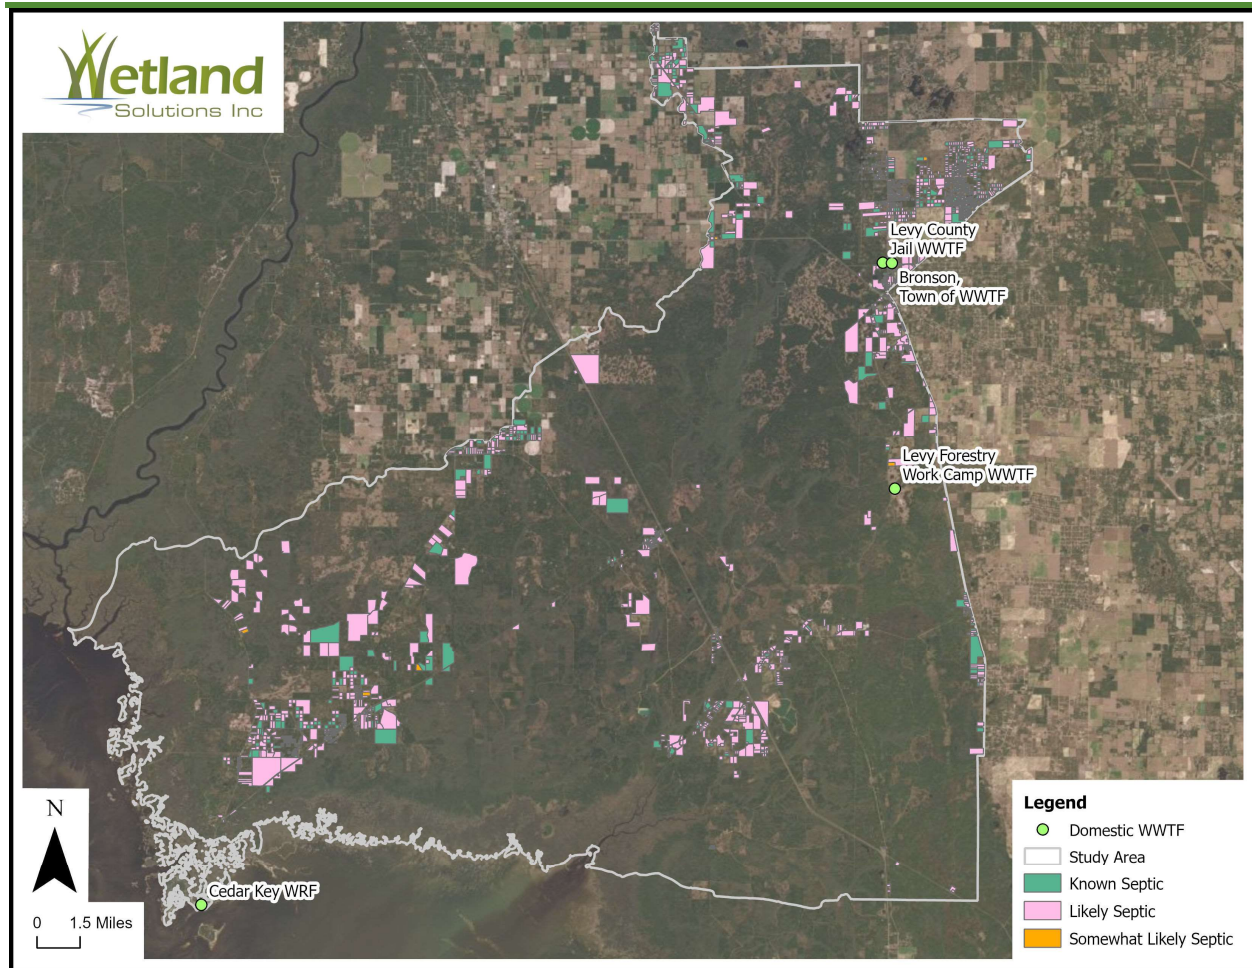 Wetland
Solutions Inc
Levy County
Jail WWTF
Bronson,
Town of WWTF
Levy Forestry
Work Camp WWTF
Cedar Key WRF
N
0 1.5 Miles
Legend
Domestic WWTF
Study Area
Known Septic
Likely Septic
Somewhat Likely Septic